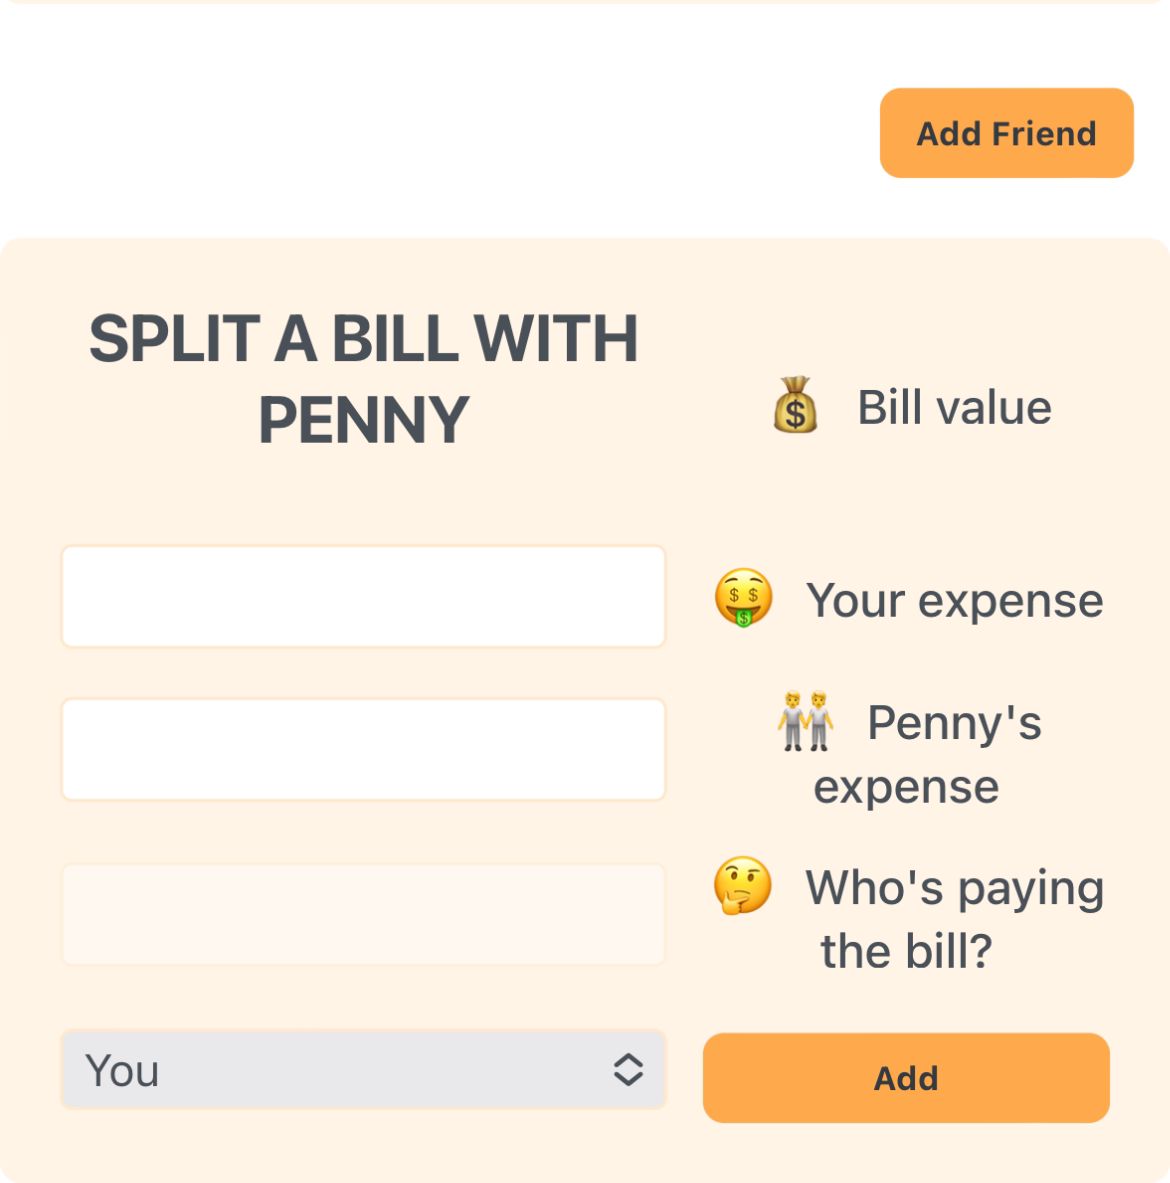 Add Friend
SPLIT A BILL WITH
PENNY
💰 Bill value
🤑 Your expense
🧑‍🤝‍🧑 Penny's
expense
🤔 Who's paying
the bill?
You
Add